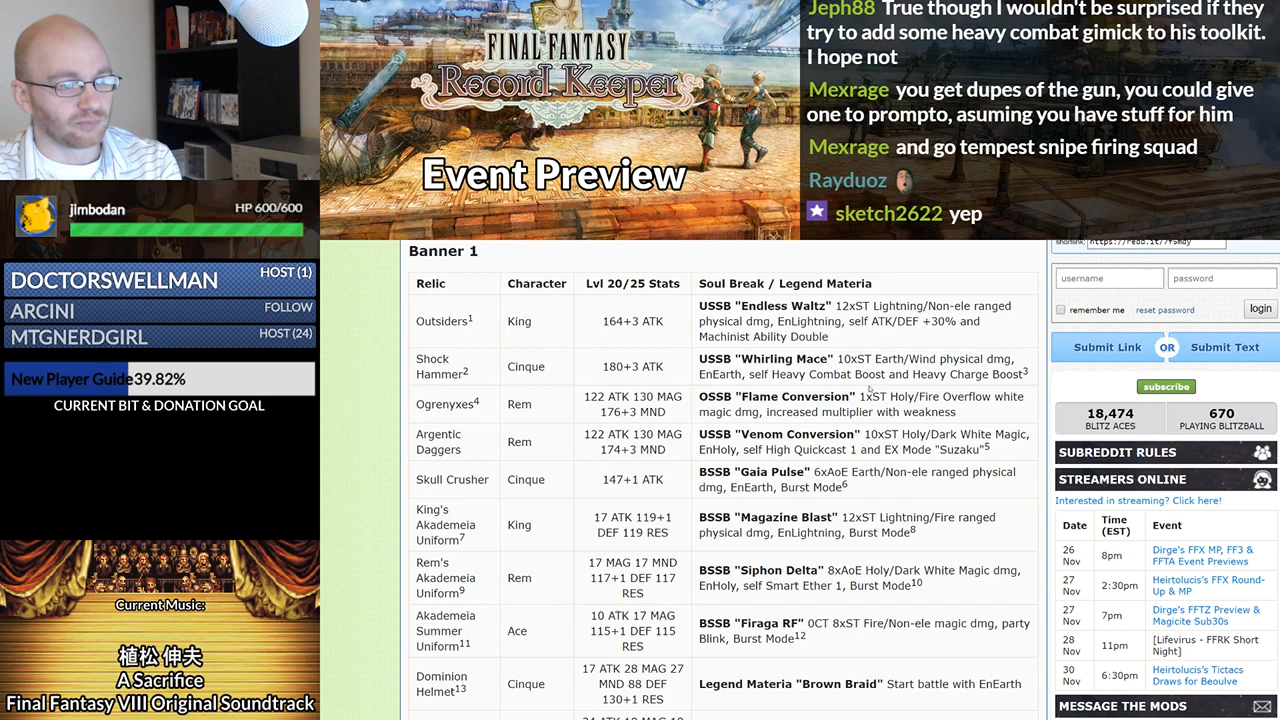 FINAL FANTASY
Record Keeper
Event Preview
Jeph88 True though I wouldn't be surprised if they
try to add some heavy combat gimick to his toolkit.
I hope not
Mexrage you get dupes of the gun, you could give
one to prompto, asuming you have stuff for him
Mexrage and go tempest snipe firing squad
Rayduoz
sketch2622 yep
jimbodan HP 600/600
DOCTORSWELLMAN HOST (1)
ARCINI FOLLOW
MTGNERDGIRL HOST (24)
New Player Guide39.82%
CURRENT BIT & DONATION GOAL
Current Music:
植松 伸夫
A Sacrifice
Final Fantasy VIII Original Soundtrack
Banner 1
Relic Character Lvl 20/25 Stats Soul Break / Legend Materia
Outsiders1 King 164+3 ATK USSB "Endless Waltz" 12xST Lightning/Non-ele ranged
physical dmg, EnLightning, self ATK/DEF +30% and
Machinist Ability Double
Shock
Hammer2 Cinque 180+3 ATK USSB "Whirling Mace" 10xST Earth/Wind physical dmg,
EnEarth, self Heavy Combat Boost and Heavy Charge Boost3
Ogrenyxes4 Rem 122 ATK 130 MAG
176+3 MND OSSB "Flame Conversion" 1xST Holy/Fire Overflow white
magic dmg, increased multiplier with weakness
Argentic
Daggers Rem 122 ATK 130 MAG
174+3 MND USSB "Venom Conversion" 10xST Holy/Dark White Magic,
EnHoly, self High Quickcast 1 and EX Mode "Suzaku"5
Skull Crusher Cinque 147+1 ATK BSSB "Gaia Pulse" 6xAoE Earth/Non-ele ranged physical
dmg, EnEarth, Burst Mode6
King's
Akademeia
Uniform7 King 17 ATK 119+1
DEF 119 RES BSSB "Magazine Blast" 12xST Lightning/Fire ranged
physical dmg, EnLightning, Burst Mode8
Rem's
Akademeia
Uniform9 Rem 17 MAG 17 MND
117+1 DEF 117
RES BSSB "Siphon Delta" 8xAoE Holy/Dark White Magic dmg,
EnHoly, self Smart Ether 1, Burst Mode10
Akademeia
Summer
Uniform11 Ace 10 ATK 17 MAG
115+1 DEF 115
RES BSSB "Firaga RF" 0CT 8xST Fire/Non-ele magic dmg, party
Blink, Burst Mode12
Dominion
Helmet13 Cinque 17 ATK 28 MAG 27
MND 88 DEF
130+1 RES Legend Materia "Brown Braid" Start battle with EnEarth
username password
remember me reset password login
Submit Link OR Submit Text
subscribe
18,474 670
BLITZ ACES PLAYING BLITZBALL
SUBREDDIT RULES
STREAMERS ONLINE
Interested in streaming? Click here!
Date Time
(EST) Event
26
Nov 8pm Dirge's FFX MP, FF3 &
FFTA Event Previews
27
Nov 2:30pm Heirtolucis's FFX Round-
Up & MP
27
Nov 7pm Dirge's FFTZ Preview &
Magicite Sub30s
28
Nov 11pm [Lifevirus - FFRK Short
Night]
30
Nov 6:30pm Heirtolucis's Tictacs
Draws for Beoulve
MESSAGE THE MODS